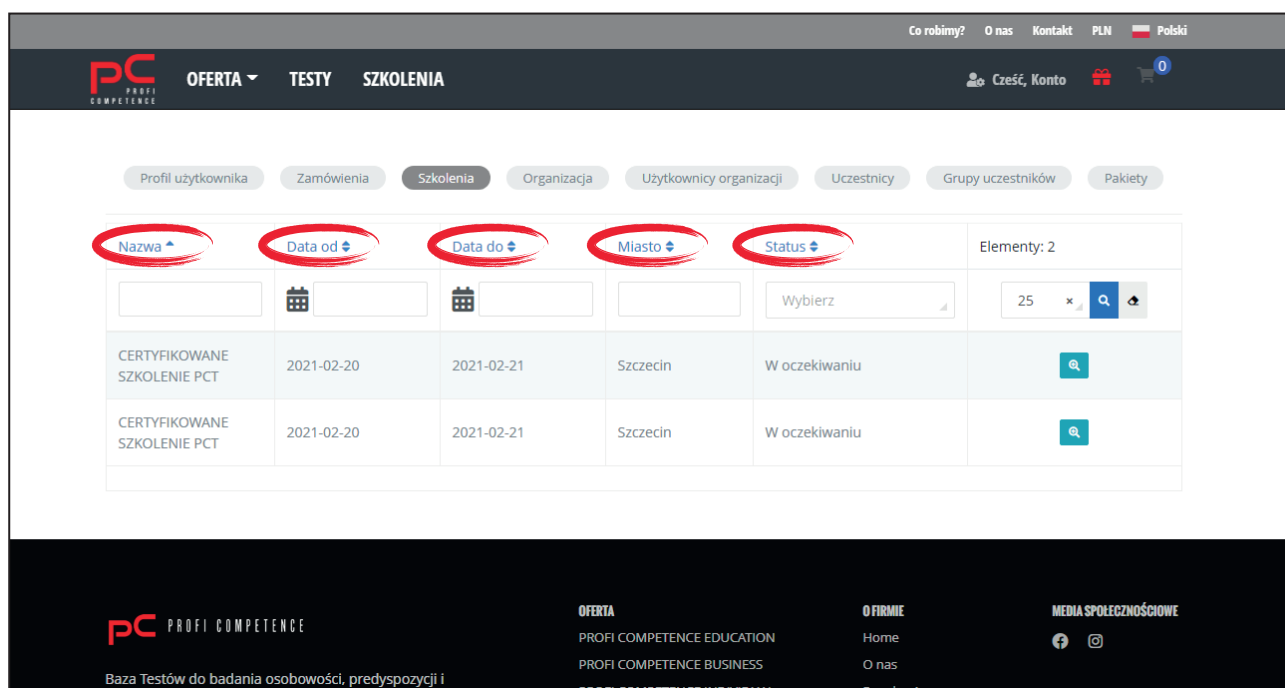 Co robimy? O nas Kontakt PLN Polski
PC PROFI COMPETENCE
OFERTA TESTY SZKOLENIA
Cześć, Konto 0
Profil użytkownika Zamówienia Szkolenia Organizacja Użytkownicy organizacji Uczestnicy Grupy uczestników Pakiety
Nazwa Data od Data do Miasto Status Elementy: 2
Wybierz 25 ×
CERTYFIKOWANE
SZKOLENIE PCT 2021-02-20 2021-02-21 Szczecin W oczekiwaniu
CERTYFIKOWANE
SZKOLENIE PCT 2021-02-20 2021-02-21 Szczecin W oczekiwaniu
PC PROFI COMPETENCE
Baza Testów do badania osobowości, predyspozycji i
OFERTA
PROFI COMPETENCE EDUCATION
PROFI COMPETENCE BUSINESS
O FIRMIE
Home
O nas
MEDIA SPOŁECZNOŚCIOWE